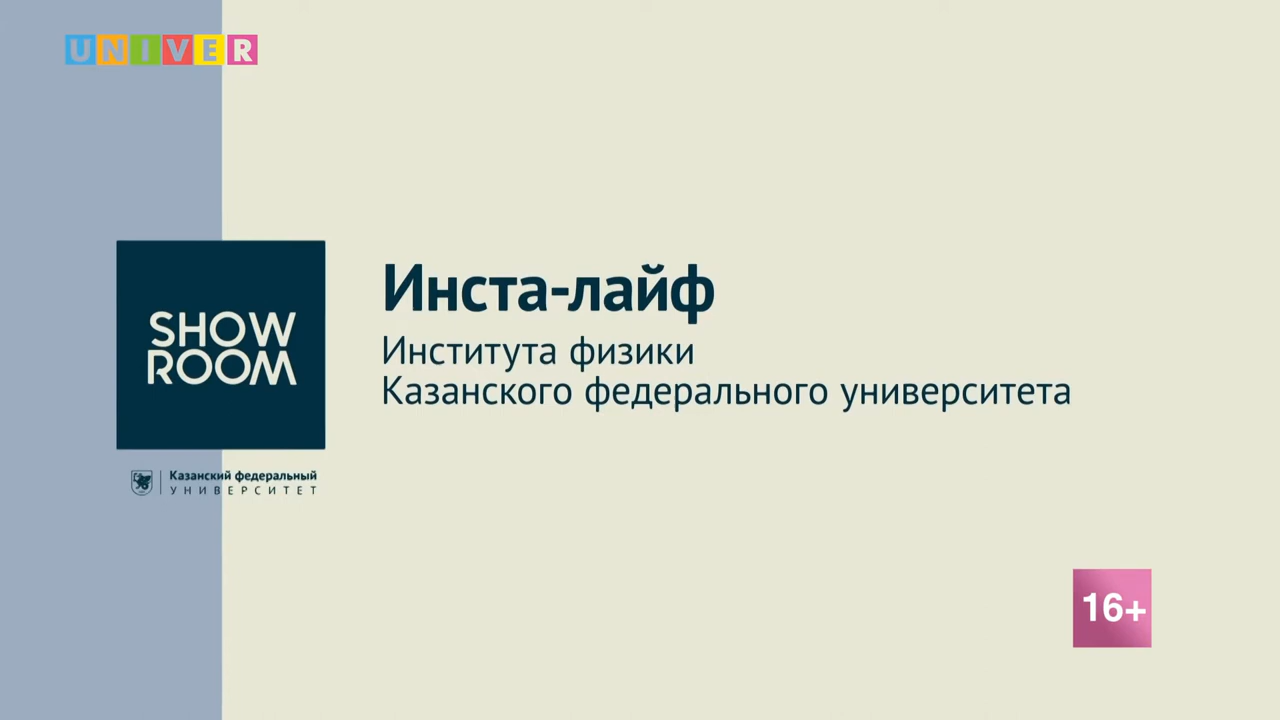 UNIVER
SHOW
ROOM
Казанский федеральный
УНИВЕРСИТЕТ
Инста-лайф
Института физики
Казанского федерального университета
16+